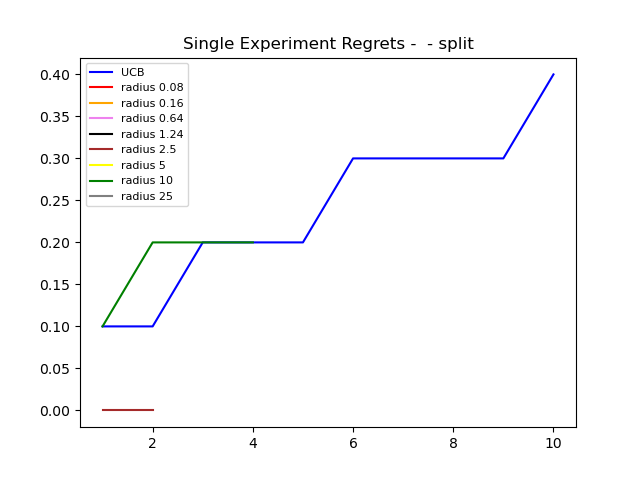 Single Experiment Regrets -  - split
0.40
0.35
0.30
0.25
0.20
0.15
0.10
0.05
0.00
UCB
radius 0.08
radius 0.16
radius 0.64
radius 1.24
radius 2.5
radius 5
radius 10
radius 25
2 4 6 8 10